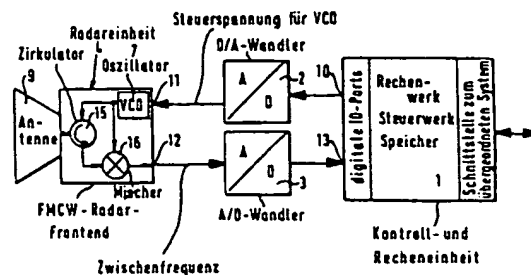 Steuerspannung für VCO
Radareinheit
6
Zirkulator
7
Oszillator
9
11
VCO
An-
tenne
15
16
12
Mischer
FMCW-Radar-
Frontend
Zwischenfrequenz
D/A-Wandler
A
D
2
10
A
D
3
13
A/D-Wandler
digitale IO-Ports
Rechen-
werk
Steuerwerk
Speicher
1
Schnittstelle zum
übergeordneten System
Kontroll- und
Recheneinheit